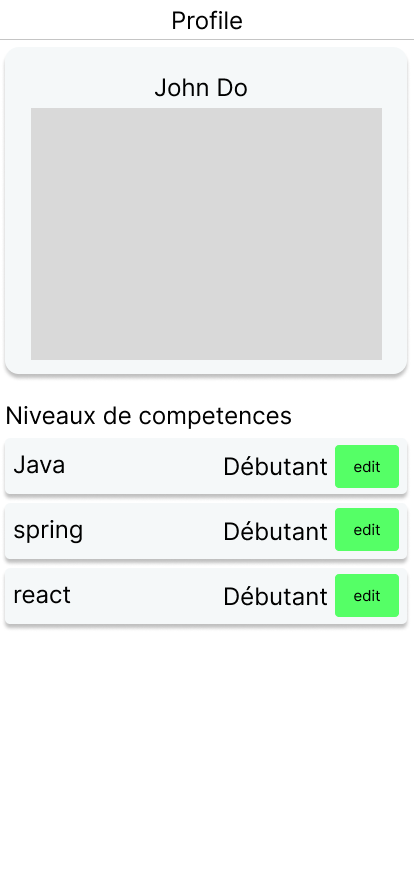 Profile
John Do
Niveaux de competences
Java Débutant edit
spring Débutant edit
react Débutant edit